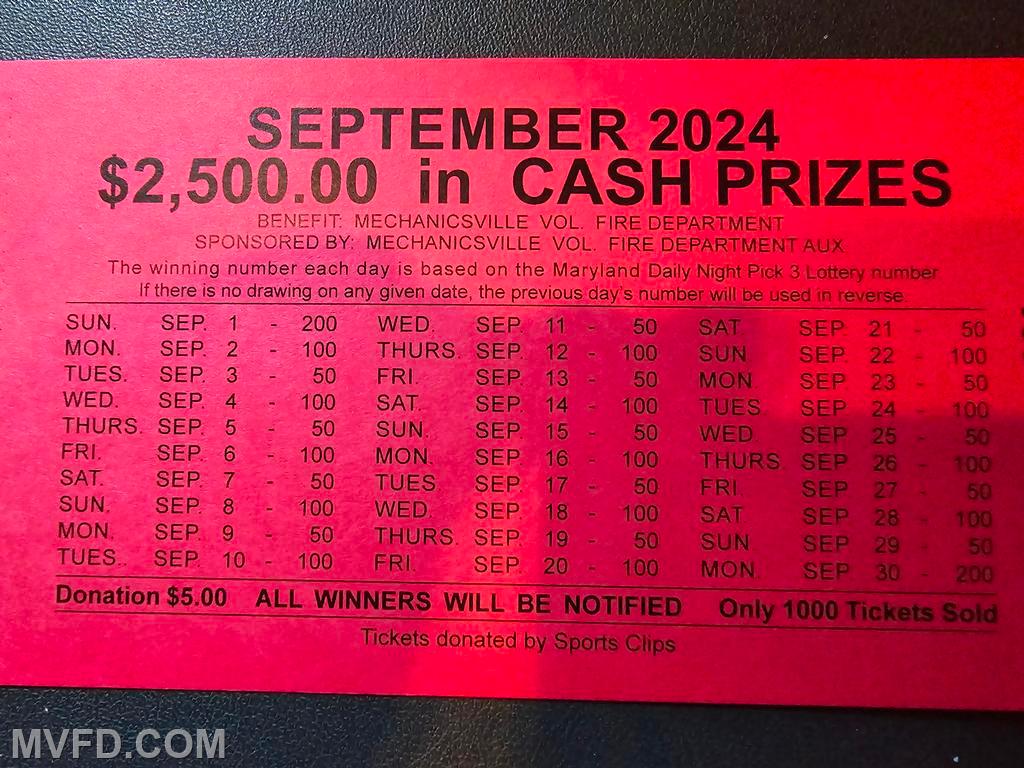 SEPTEMBER 2024
$2,500.00 in CASH PRIZES
BENEFIT: MECHANICSVILLE VOL. FIRE DEPARTMENT
SPONSORED BY: MECHANICSVILLE VOL. FIRE DEPARTMENT AUX
The winning number each day is based on the Maryland Daily Night Pick 3 Lottery number
If there is no drawing on any given date, the previous day's number will be used in reverse.
SUN. SEP. 1 - 200 WED. SEP. 11 - 50 SAT SEP 21 - 50
MON. SEP. 2 - 100 THURS. SEP. 12 - 100 SUN SEP. 22 - 100
TUES. SEP. 3 - 50 FRI. SEP. 13 - 50 MON SEP 23 - 50
WED. SEP. 4 - 100 SAT. SEP. 14 - 100 TUES SEP 24 - 100
THURS. SEP. 5 - 50 SUN. SEP. 15 - 50 WED SEP 25 - 50
FRI. SEP. 6 - 100 MON. SEP. 16 - 100 THURS. SEP 26 - 100
SAT. SEP. 7 - 50 TUES SEP. 17 - 50 FRI. SEP 27 - 50
SUN. SEP. 8 - 100 WED. SEP. 18 - 100 SAT SEP 28 - 100
MON. SEP. 9 - 50 THURS. SEP. 19 - 50 SUN SEP 29 - 50
TUES.. SEP. 10 - 100 FRI. SEP. 20 - 100 MON. SEP 30 - 200
Donation $5.00 ALL WINNERS WILL BE NOTIFIED Only 1000 Tickets Sold
Tickets donated by Sports Clips
MVFD.COM